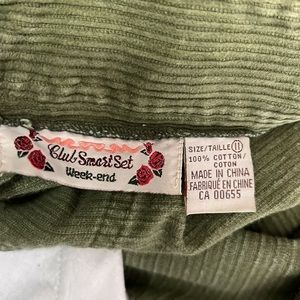 Club Smart Set
Week-end
SIZE/TAILLE 11
100% COTTON/
COTON
MADE IN CHINA
FABRIQUÉ EN CHINE
CA 00655